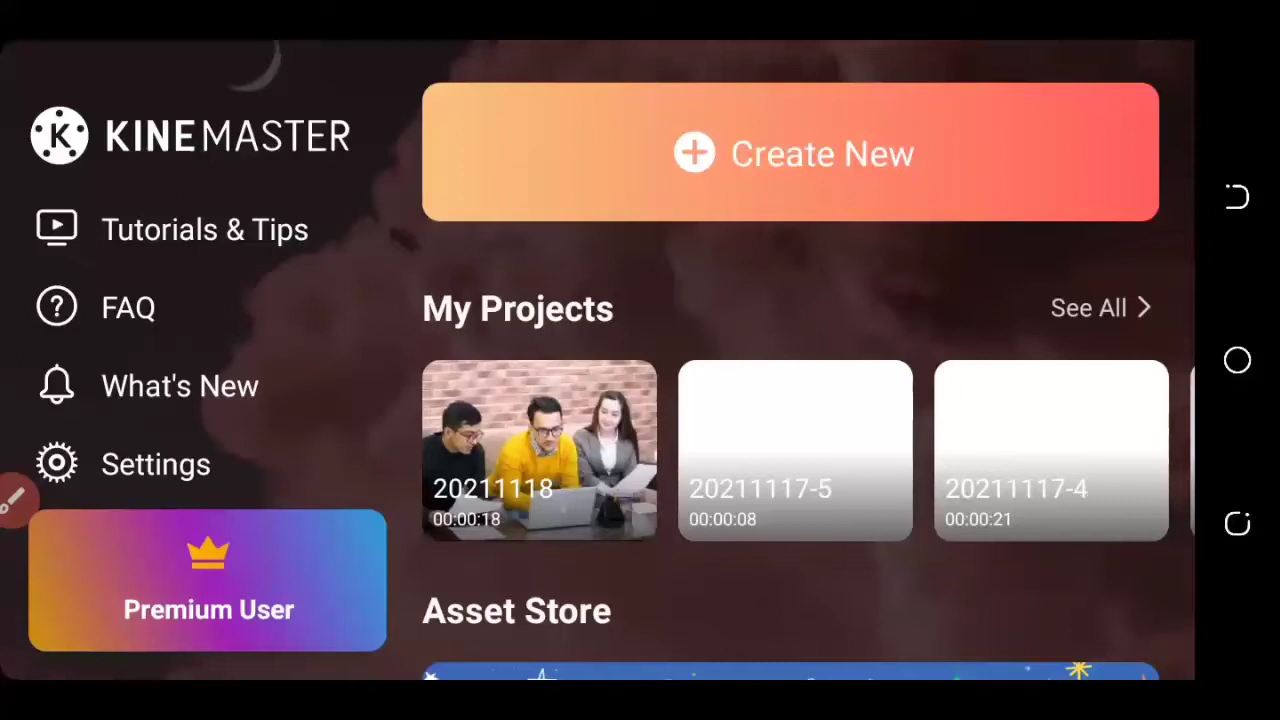 KINEMASTER
Tutorials & Tips
FAQ
What's New
Settings
Premium User
Create New
My Projects
See All
20211118
00:00:18
20211117-5
00:00:08
20211117-4
00:00:21
Asset Store